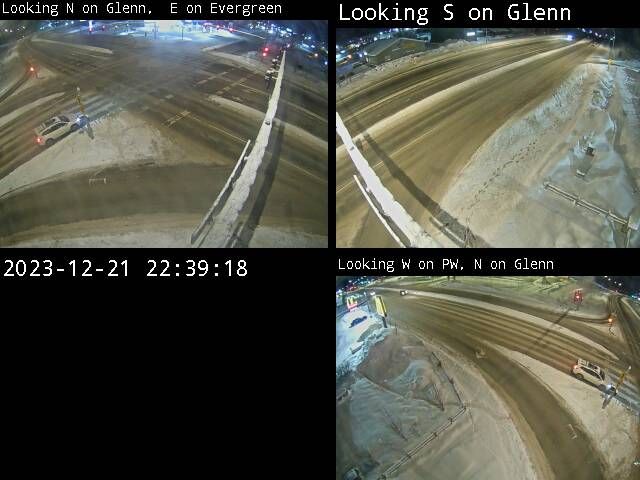 Looking N on Glenn,  E on Evergreen
Looking S on Glenn
2023-12-21 22:39:18
Looking W on PW, N on Glenn